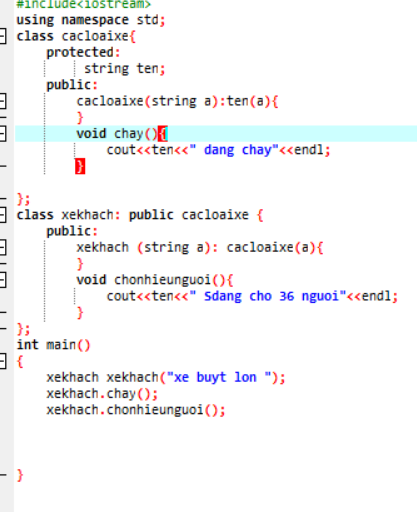 #include<iostream>
using namespace std;
class cacloaixe{
    protected:
        string ten;
    public:
        cacloaixe(string a):ten(a){
        }
        void chay(){
            cout<<ten<<" dang chay"<<endl;
        }
};
class xekhach: public cacloaixe {
    public:
        xekhach (string a): cacloaixe(a){
        }
        void chonhieunguoi(){
            cout<<ten<<" Sdang cho 36 nguoi"<<endl;
        }
};
int main()
{
    xekhach xekhach("xe buyt lon ");
    xekhach.chay();
    xekhach.chonhieunguoi();
}